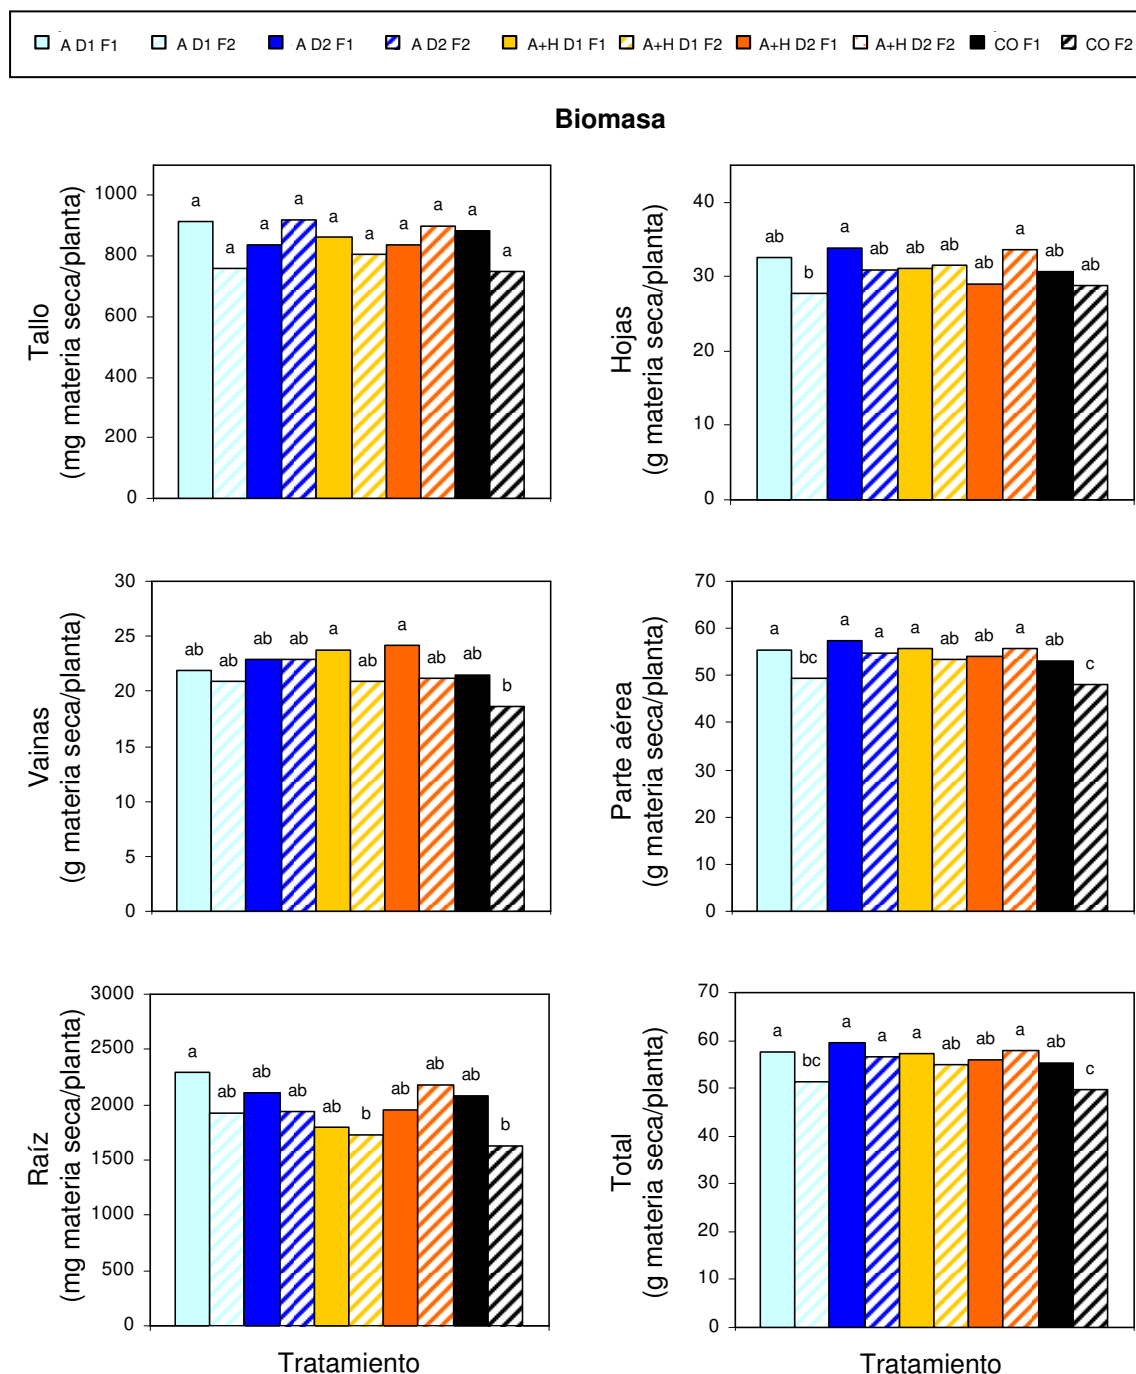 A D1 F1 A D1 F2 A D2 F1 A D2 F2 A+H D1 F1 A+H D1 F2 A+H D2 F1 A+H D2 F2 CO F1 CO F2
Biomasa
Tallo
(mg materia seca/planta)
1000
800
600
400
200
0
a a a a a a a a a a
Hojas
(g materia seca/planta)
40
30
20
10
0
ab b a ab ab ab ab a ab ab
Vainas
(g materia seca/planta)
30
25
20
15
10
5
0
ab ab ab ab a ab a ab ab b
Parte aérea
(g materia seca/planta)
70
60
50
40
30
20
10
0
a bc a a a ab ab a ab c
Raíz
(mg materia seca/planta)
3000
2500
2000
1500
1000
500
0
a ab ab ab ab b ab ab ab b
Tratamiento
Total
(g materia seca/planta)
70
60
50
40
30
20
10
0
a bc a a a ab ab a ab c
Tratamiento